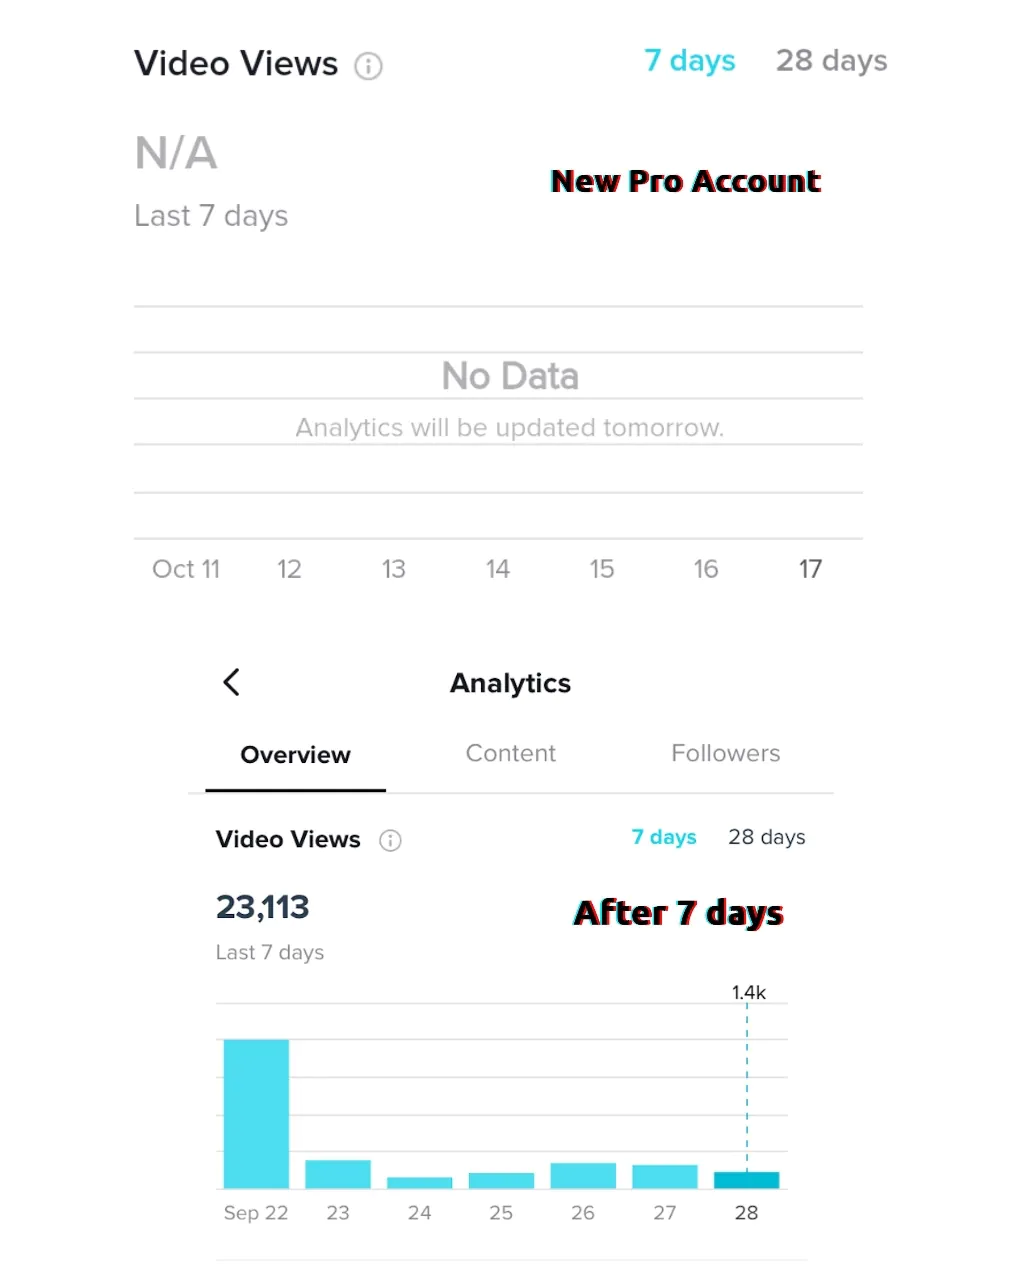 Video Views 7 days 28 days
N/A
New Pro Account
Last 7 days
No Data
Analytics will be updated tomorrow.
Oct 11 12 13 14 15 16 17
Analytics
Overview Content Followers
Video Views 7 days 28 days
23,113
After 7 days
Last 7 days
1.4k
Sep 22 23 24 25 26 27 28